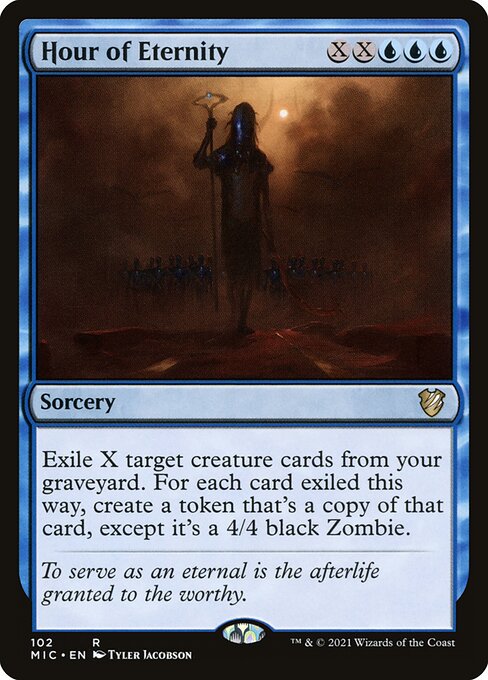 Hour of Eternity XX
Sorcery
Exile X target creature cards from your
graveyard. For each card exiled this
way, create a token that's a copy of that
card, except it's a 4/4 black Zombie.
To serve as an eternal is the afterlife
granted to the worthy.
102 R
MIC • EN Tyler Jacobson
™ & © 2021 Wizards of the Coast